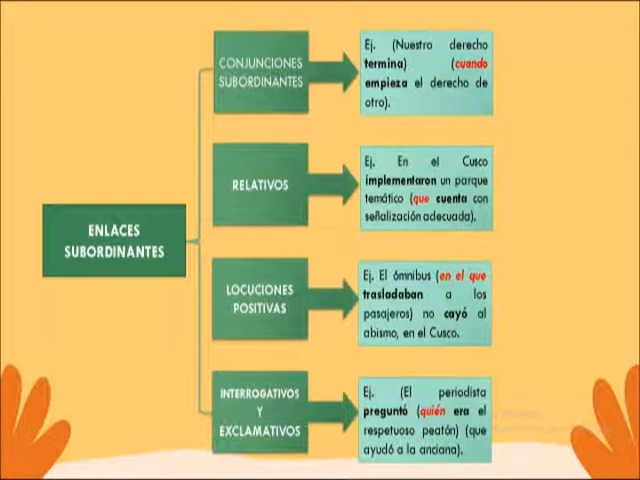 ENLACES
SUBORDINANTES
CONJUNCIONES
SUBORDINANTES
Ej. (Nuestro derecho
termina) (cuando
empieza el derecho de
otro).
RELATIVOS
Ej. En el Cusco
implementaron un parque
temático (que cuenta con
señalización adecuada).
LOCUCIONES
POSITIVAS
Ej. El ómnibus (en el que
trasladaban a los
pasajeros) no cayó al
abismo, en el Cusco.
INTERROGATIVOS
Y
EXCLAMATIVOS
Ej. (El periodista
preguntó (quién era el
respetuoso peatón) (que
ayudó a la anciana).